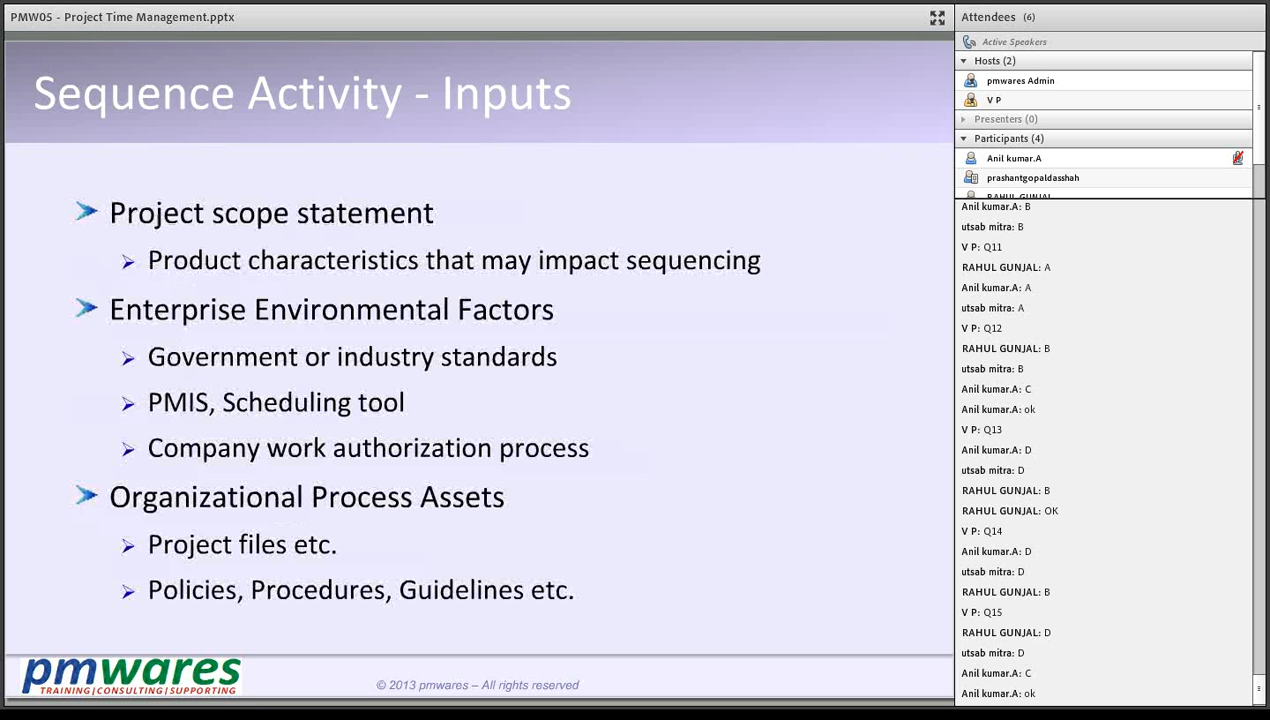 PMW05 - Project Time Management.pptx
Sequence Activity - Inputs
Project scope statement
Product characteristics that may impact sequencing
Enterprise Environmental Factors
Government or industry standards
PMIS, Scheduling tool
Company work authorization process
Organizational Process Assets
Project files etc.
Policies, Procedures, Guidelines etc.
pmwares
TRAINING|CONSULTING|SUPPORTING
© 2013 pmwares – All rights reserved
Attendees (6)
Active Speakers
Hosts (2)
pmwares Admin
V P
Presenters (0)
Participants (4)
Anil kumar.A
prashantgopaldasshah
RAHUL GUNJAL
Anil kumar.A: B
utsab mitra: B
V P: Q11
RAHUL GUNJAL: A
Anil kumar.A: A
utsab mitra: A
V P: Q12
RAHUL GUNJAL: B
utsab mitra: B
Anil kumar.A: C
Anil kumar.A: ok
V P: Q13
Anil kumar.A: D
utsab mitra: D
RAHUL GUNJAL: B
RAHUL GUNJAL: OK
V P: Q14
Anil kumar.A: D
utsab mitra: D
RAHUL GUNJAL: B
V P: Q15
RAHUL GUNJAL: D
utsab mitra: D
Anil kumar.A: C
Anil kumar.A: ok